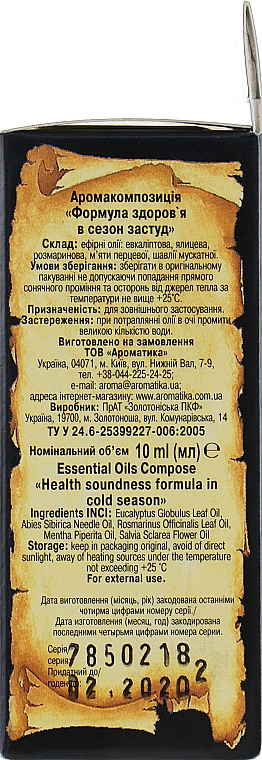 Аромакомпозиція
«Формула здоров`я
в сезон застуд»
Склад: ефірні олії: евкаліптова, ялицева,
розмаринова, м'яти перцевої, шавлії мускатної.
Умови зберігання: зберігати в оригінальному
пакуванні не допускаючи попадання прямого
сонячного проміння та осторонь від джерел тепла за
температури не вище +25°С.
Призначеність: для зовнішнього застосування.
Застереження: при потраплянні олії в очі промити
великою кількістю води.
Виготовлено на замовлення
ТОВ «Ароматика»
Україна, 04071, м. Київ, вул. Нижній Вал, 7-9,
тел. +38-044-225-24-25;
e-mail: aroma@aromatika.ua;
адреса інтернет-магазину: www.aromatika.com.ua
Виробник: ПрАТ «Золотоніська ПКФ»
Україна, 19700, м. Золотоноша, вул. Комунарівська, 14
ТУ У 24.6-25399227-006:2005
Номінальний об'єм 10 ml (мл) ℮
Essential Oils Compose
«Health soundness formula in
cold season»
Ingredients INCI: Eucalyptus Globulus Leaf Oil,
Abies Sibirica Needle Oil, Rosmarinus Officinalis Leaf Oil,
Mentha Piperita Oil, Salvia Sclarea Flower Oil
Storage: keep in packaging original, avoid of direct
sunlight, away of heating sources under the temperature
not exceeding +25 °C
For external use.
Дата виготовлення (місяць, рік) закодована останніми
чотирма цифрами номеру серії./
Дата изготовления (месяц, год) закодирована
последними четырьмя цифрами номера серии.
Серія/
серия:
78502182
Придатний до/
годен до:
02.2020